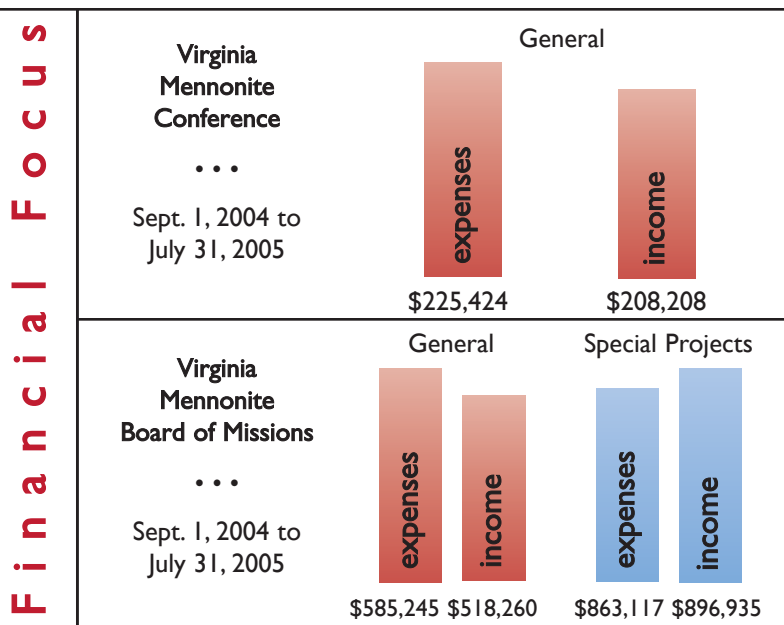 Financial Focus
Virginia
Mennonite
Conference
• • •
Sept. 1, 2004 to
July 31, 2005
General
expenses
income
$225,424
$208,208
Virginia
Mennonite
Board of Missions
• • •
Sept. 1, 2004 to
July 31, 2005
General
expenses
income
$585,245 $518,260
Special Projects
expenses
income
$863,117 $896,935